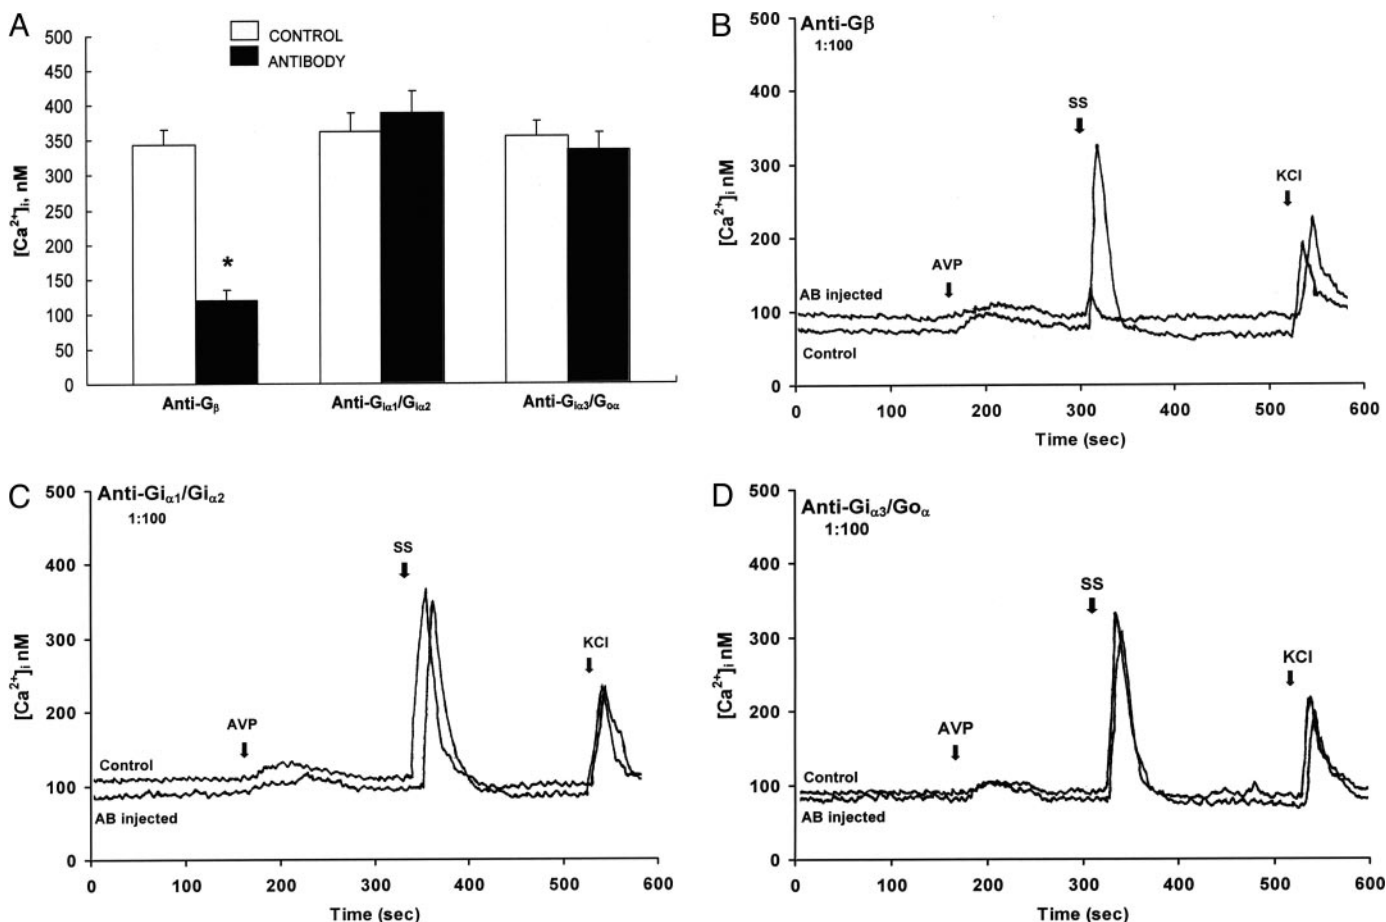 A
500
450
400
350
300
250
200
150
100
50
0
[Ca²⁺]ᵢ, nM
CONTROL
ANTIBODY
*
Anti-Gβ
Anti-Giα1/Giα2
Anti-Giα3/Goα
B
Anti-Gβ
1:100
500
400
300
200
100
0
[Ca²⁺]ᵢ nM
SS
KCl
AVP
AB injected
Control
0 100 200 300 400 500 600
Time (sec)
C
Anti-Giα1/Giα2
1:100
500
400
300
200
100
0
[Ca²⁺]ᵢ nM
SS
KCl
AVP
Control
AB injected
0 100 200 300 400 500 600
Time (sec)
D
Anti-Giα3/Goα
1:100
500
400
300
200
100
0
[Ca²⁺]ᵢ nM
SS
KCl
AVP
Control
AB injected
0 100 200 300 400 500 600
Time (sec)